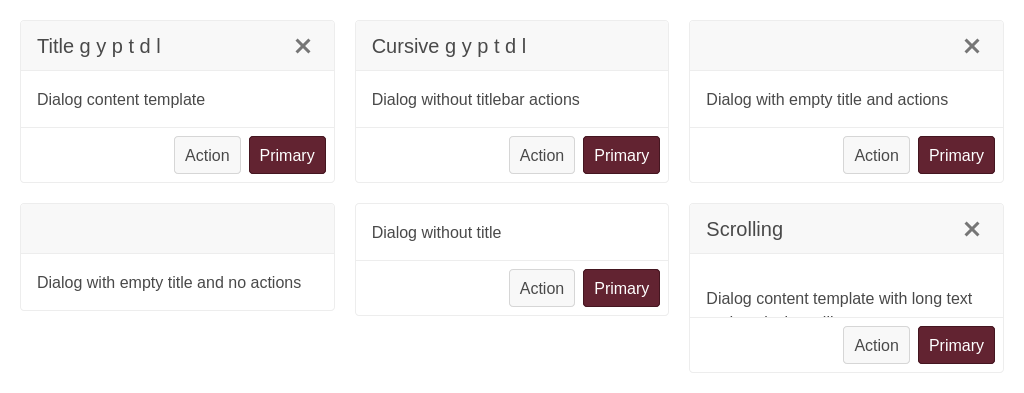 Title g y p t d l
Dialog content template
Action Primary
Cursive g y p t d l
Dialog without titlebar actions
Action Primary
Dialog with empty title and actions
Action Primary
Dialog with empty title and no actions
Dialog without title
Action Primary
Scrolling
Dialog content template with long text
Action Primary